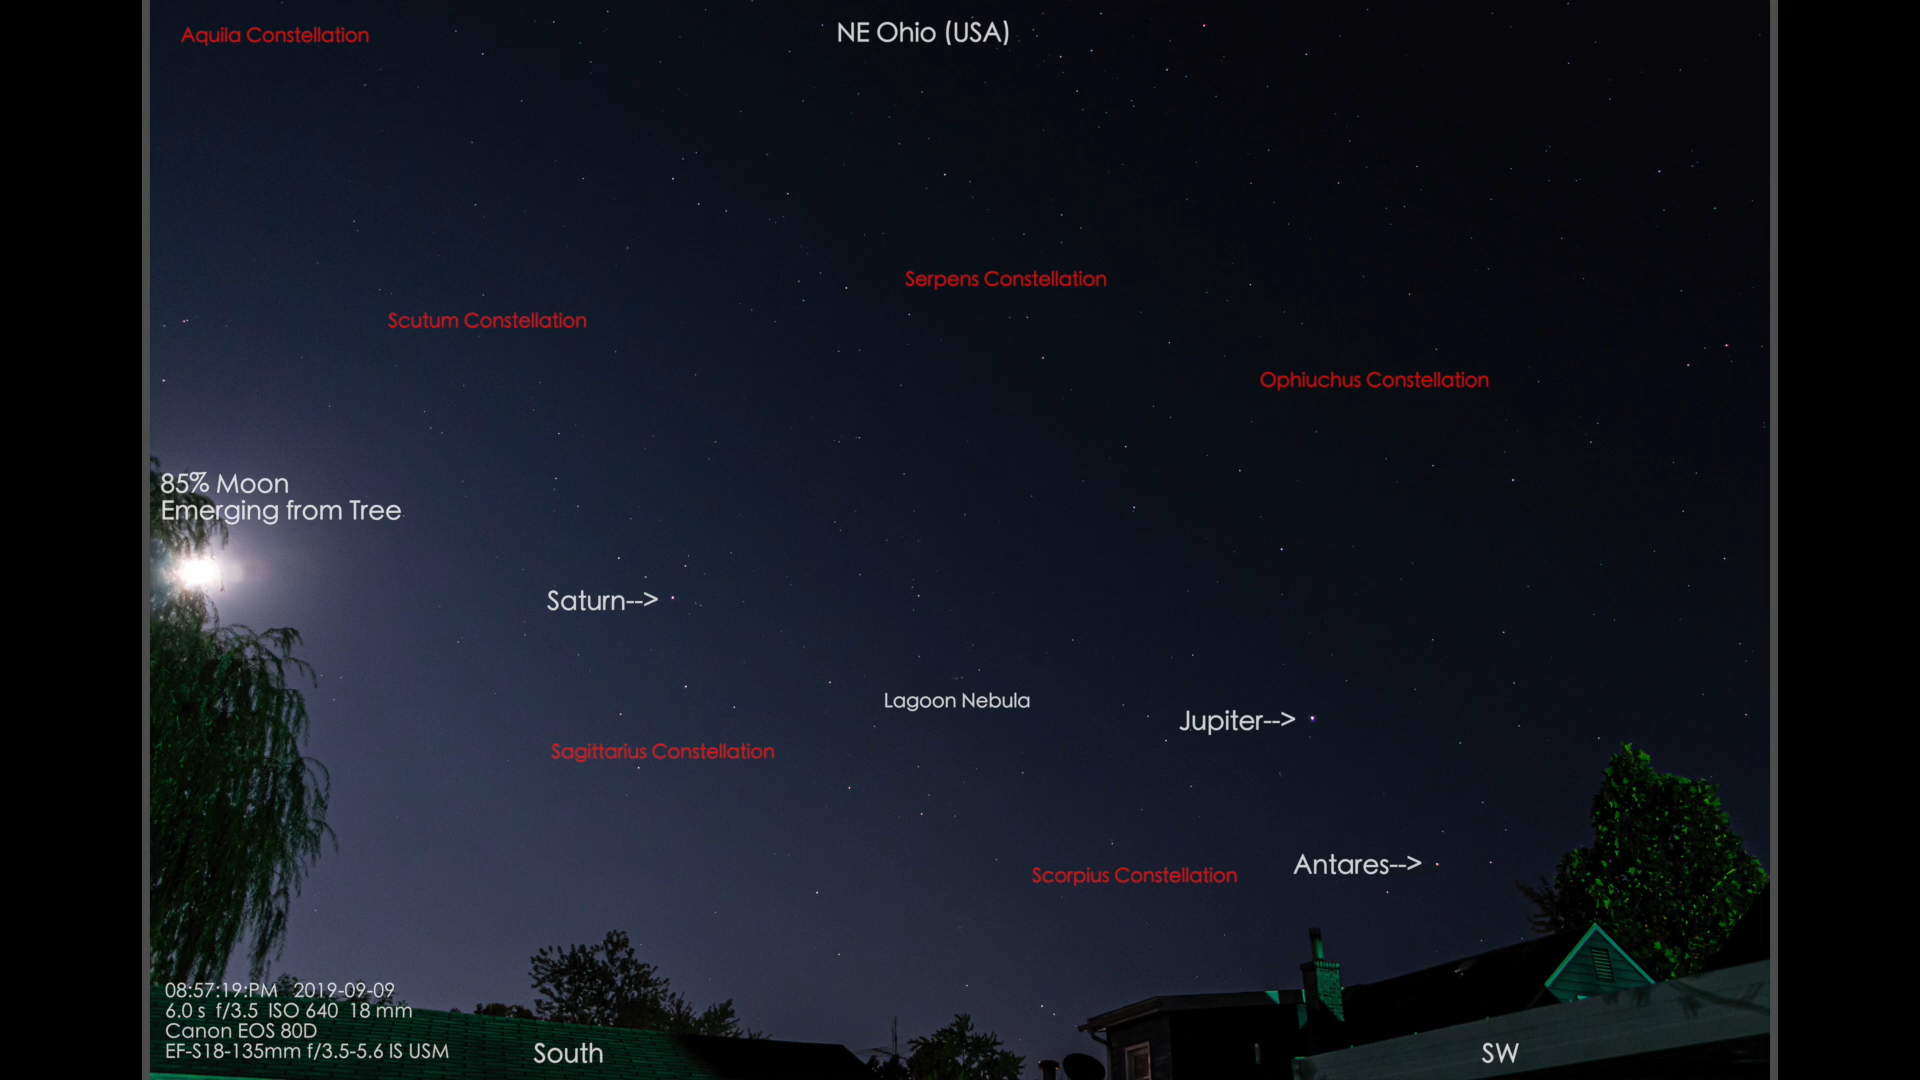 Aquila Constellation
NE Ohio (USA)
Serpens Constellation
Scutum Constellation
Ophiuchus Constellation
85% Moon
Emerging from Tree
Saturn-->
Lagoon Nebula
Jupiter-->
Sagittarius Constellation
Antares-->
Scorpius Constellation
08:57:19:PM 2019-09-09
6.0 s f/3.5 ISO 640 18 mm
Canon EOS 80D
EF-S18-135mm f/3.5-5.6 IS USM
South
SW